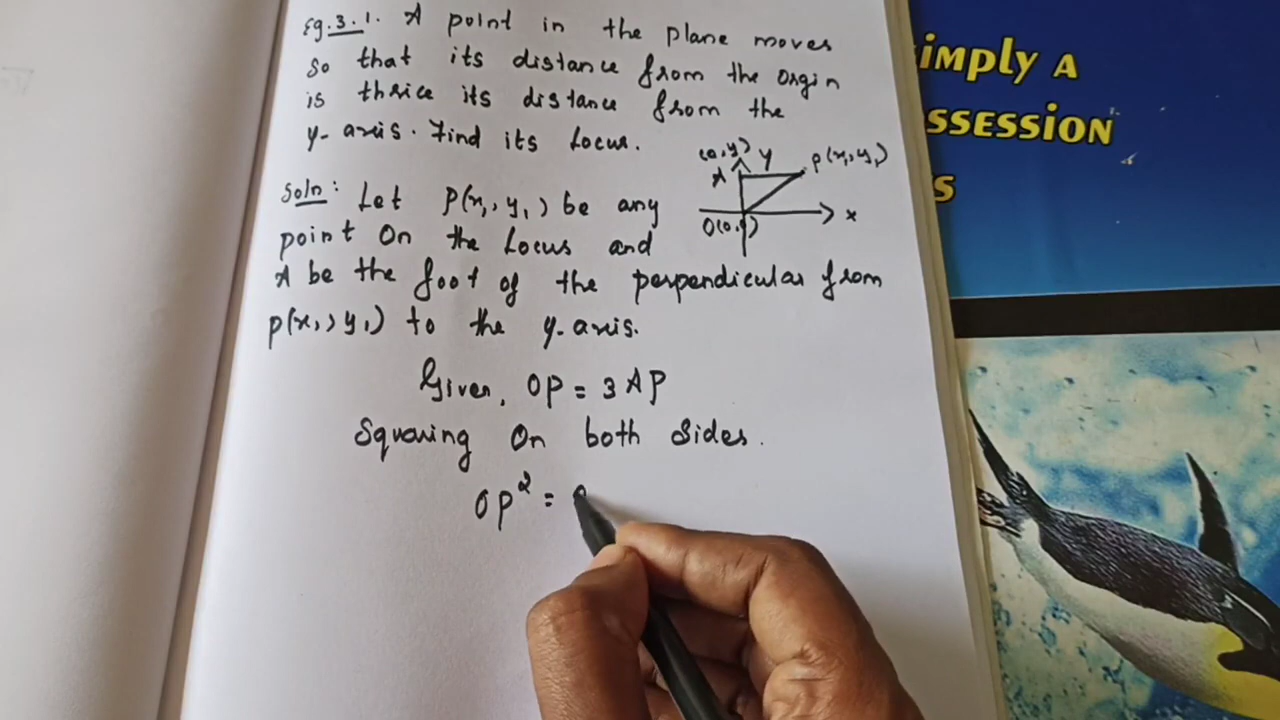 Eg.3.1. A point in the plane moves
So that its distance from the Orgin
is thrice its distance from the
y-axis. Find its Locus.
(0,y) y P(x1,y1)
A
O(0,0) x
Soln: Let P(x1, y1) be any
point On the Locus and
A be the foot of the perpendicular from
P(x1, y1) to the y-axis.
Given, OP = 3AP
Squaring On both Sides.
OP² =
imply A
ssession
s